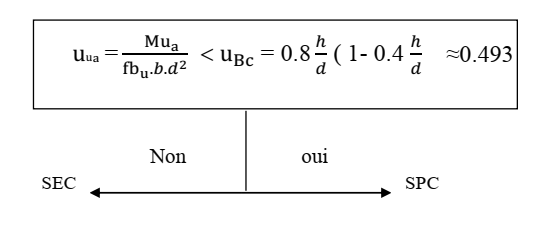 u_ua = Mu_a / fb_u.b.d² < u_Bc = 0.8 h/d ( 1- 0.4 h/d ≈0.493
Non oui
SEC SPC